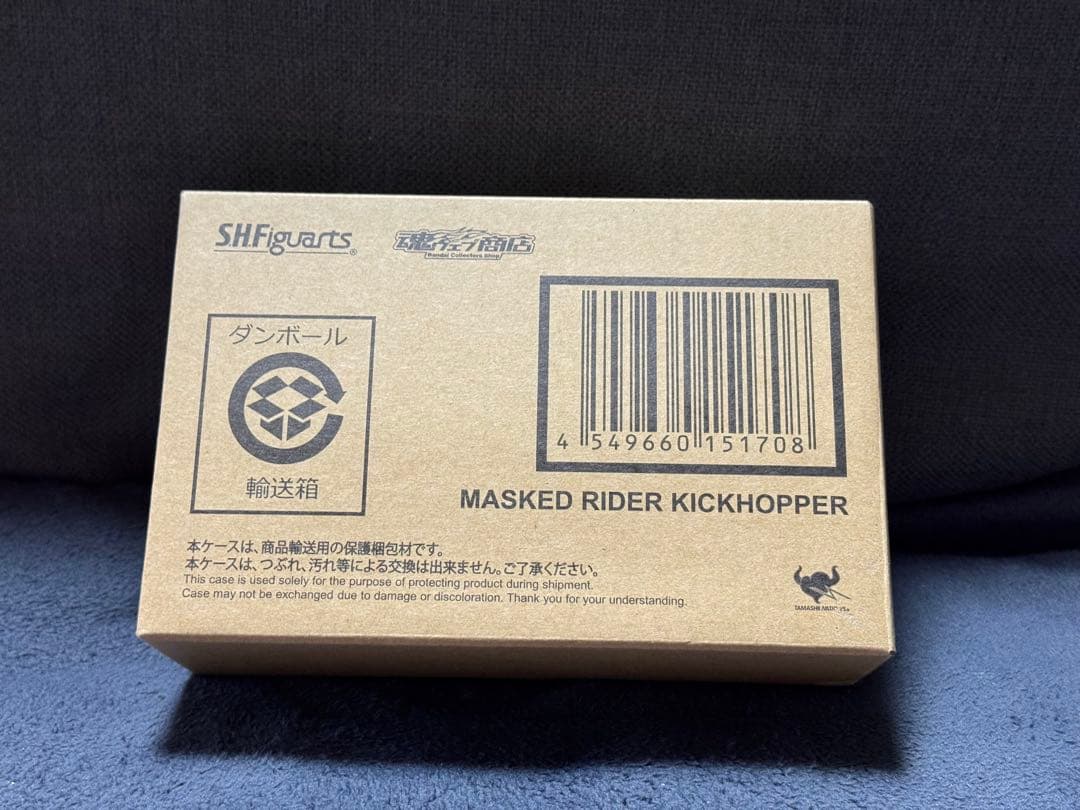 S.H.Figuarts®
魂ウェブ商店
Bandai Collectors Shop
ダンボール
輸送箱
4 549660 151708
MASKED RIDER KICKHOPPER
本ケースは、商品輸送用の保護梱包材です。
本ケースは、つぶれ、汚れ等による交換は出来ません。ご了承ください。
This case is used solely for the purpose of protecting product during shipment.
Case may not be exchanged due to damage or discoloration. Thank you for your understanding.
TAMASHII NATIONS